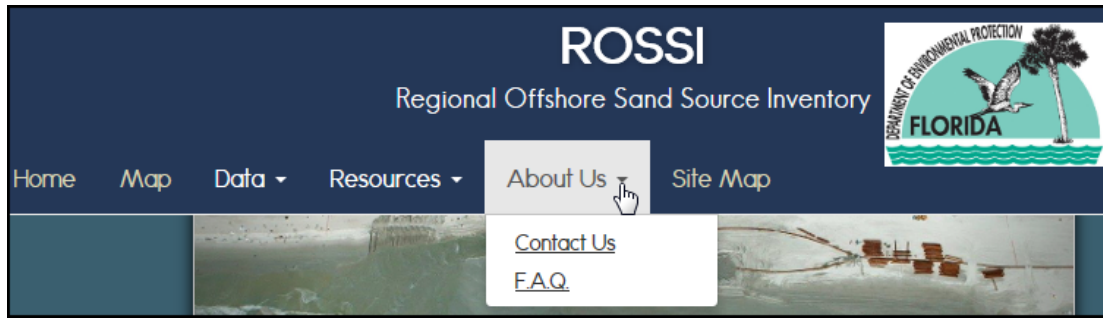 ROSSI
Regional Offshore Sand Source Inventory
DEPARTMENT OF ENVIRONMENTAL PROTECTION
FLORIDA
Home Map Data Resources About Us Site Map
Contact Us
F.A.Q.